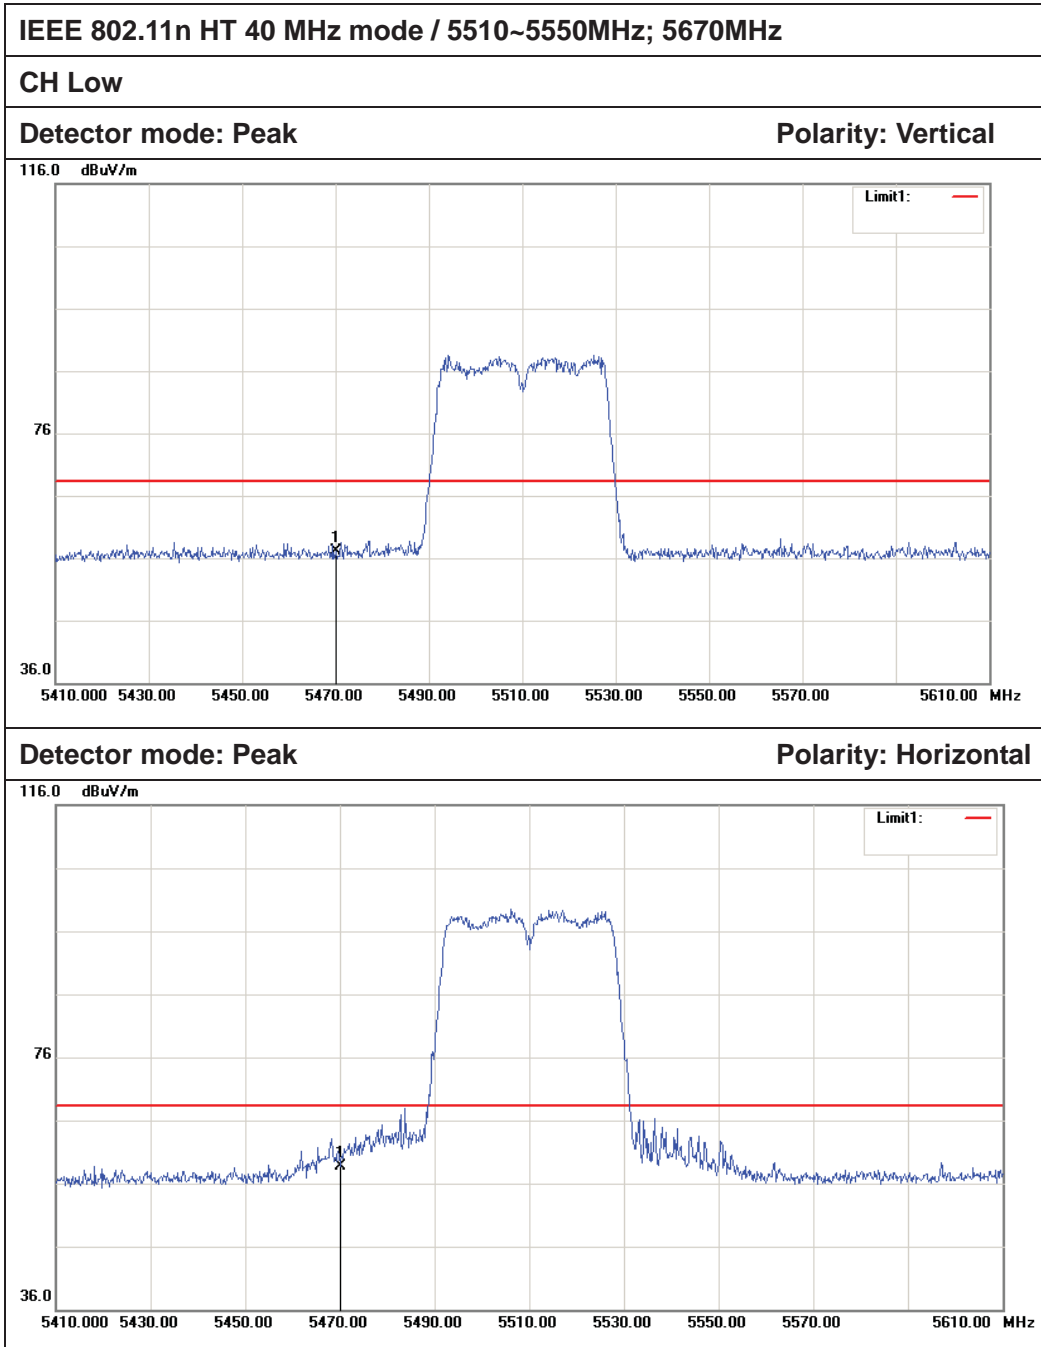 IEEE 802.11n HT 40 MHz mode / 5510~5550MHz; 5670MHz
CH Low
Detector mode: Peak Polarity: Vertical
116.0 dBuV/m
Limit1:
76
1
36.0
5410.000 5430.00 5450.00 5470.00 5490.00 5510.00 5530.00 5550.00 5570.00 5610.00 MHz
Detector mode: Peak Polarity: Horizontal
116.0 dBuV/m
Limit1:
76
1
36.0
5410.000 5430.00 5450.00 5470.00 5490.00 5510.00 5530.00 5550.00 5570.00 5610.00 MHz